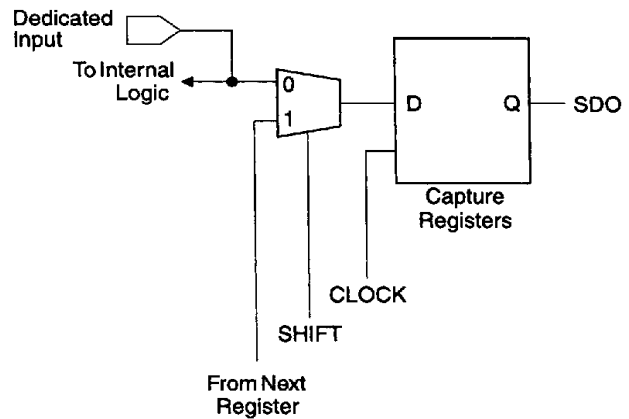 Dedicated
Input
To Internal
Logic
0
1
D
Q
SDO
Capture
Registers
CLOCK
SHIFT
From Next
Register